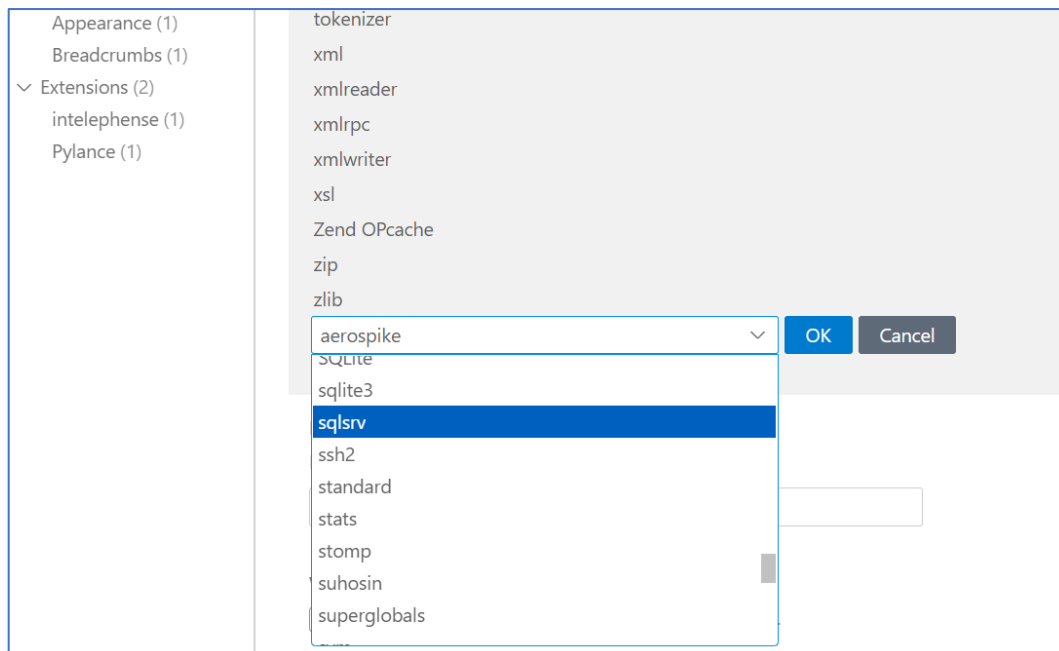 Appearance (1)
Breadcrumbs (1)
Extensions (2)
intelephense (1)
Pylance (1)
tokenizer
xml
xmlreader
xmlrpc
xmlwriter
xsl
Zend OPcache
zip
zlib
aerospike
OK
Cancel
SQLite
sqlite3
sqlsrv
ssh2
standard
stats
stomp
suhosin
superglobals